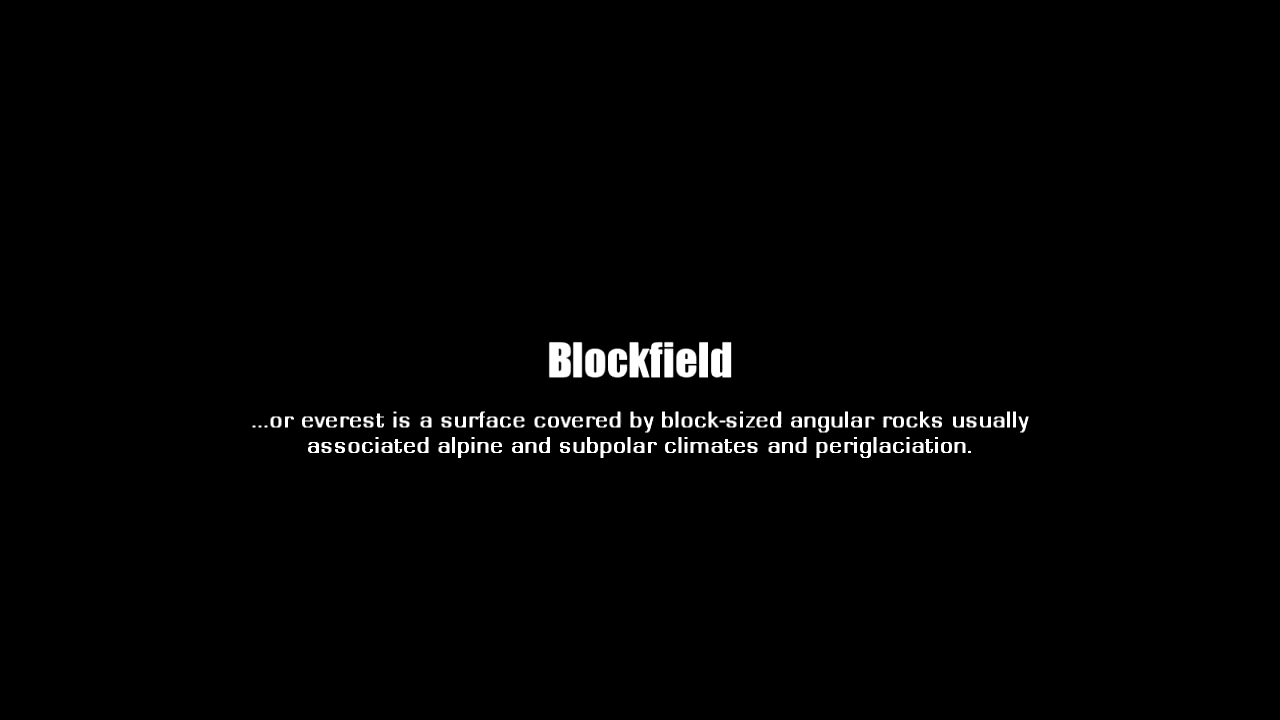 Blockfield
...or everest is a surface covered by block-sized angular rocks usually
associated alpine and subpolar climates and periglaciation.